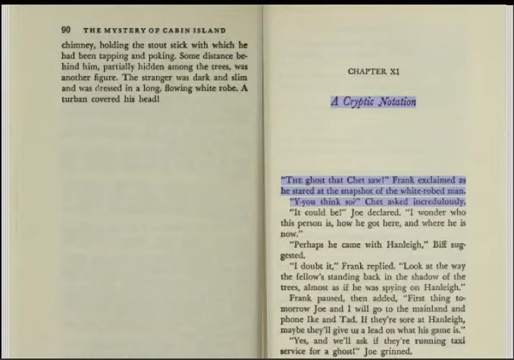 90 THE MYSTERY OF CABIN ISLAND
chimney, holding the stout stick with which he
had been tapping and poking. Some distance be-
hind him, partially hidden among the trees, was
another figure. The stranger was dark and slim
and was dressed in a long, flowing white robe. A
turban covered his head!
CHAPTER XI
A Cryptic Notation
"THE ghost that Chet saw!" Frank exclaimed as
he stared at the snapshot of the white-robed man.
"Y-you think so?" Chet asked incredulously.
"It could be!" Joe declared. "I wonder who
this person is, how he got here, and where he is
now."
"Perhaps he came with Hanleigh," Biff sug-
gested.
"I doubt it," Frank replied. "Look at the way
the fellow's standing back in the shadow of the
trees, almost as if he was spying on Hanleigh."
Frank paused, then added, "First thing to-
morrow Joe and I will go to the mainland and
phone Ike and Tad. If they're sore at Hanleigh,
maybe they'll give us a lead on what his game is."
"Yes, and we'll ask if they're running taxi
service for a ghost!" Joe grinned.